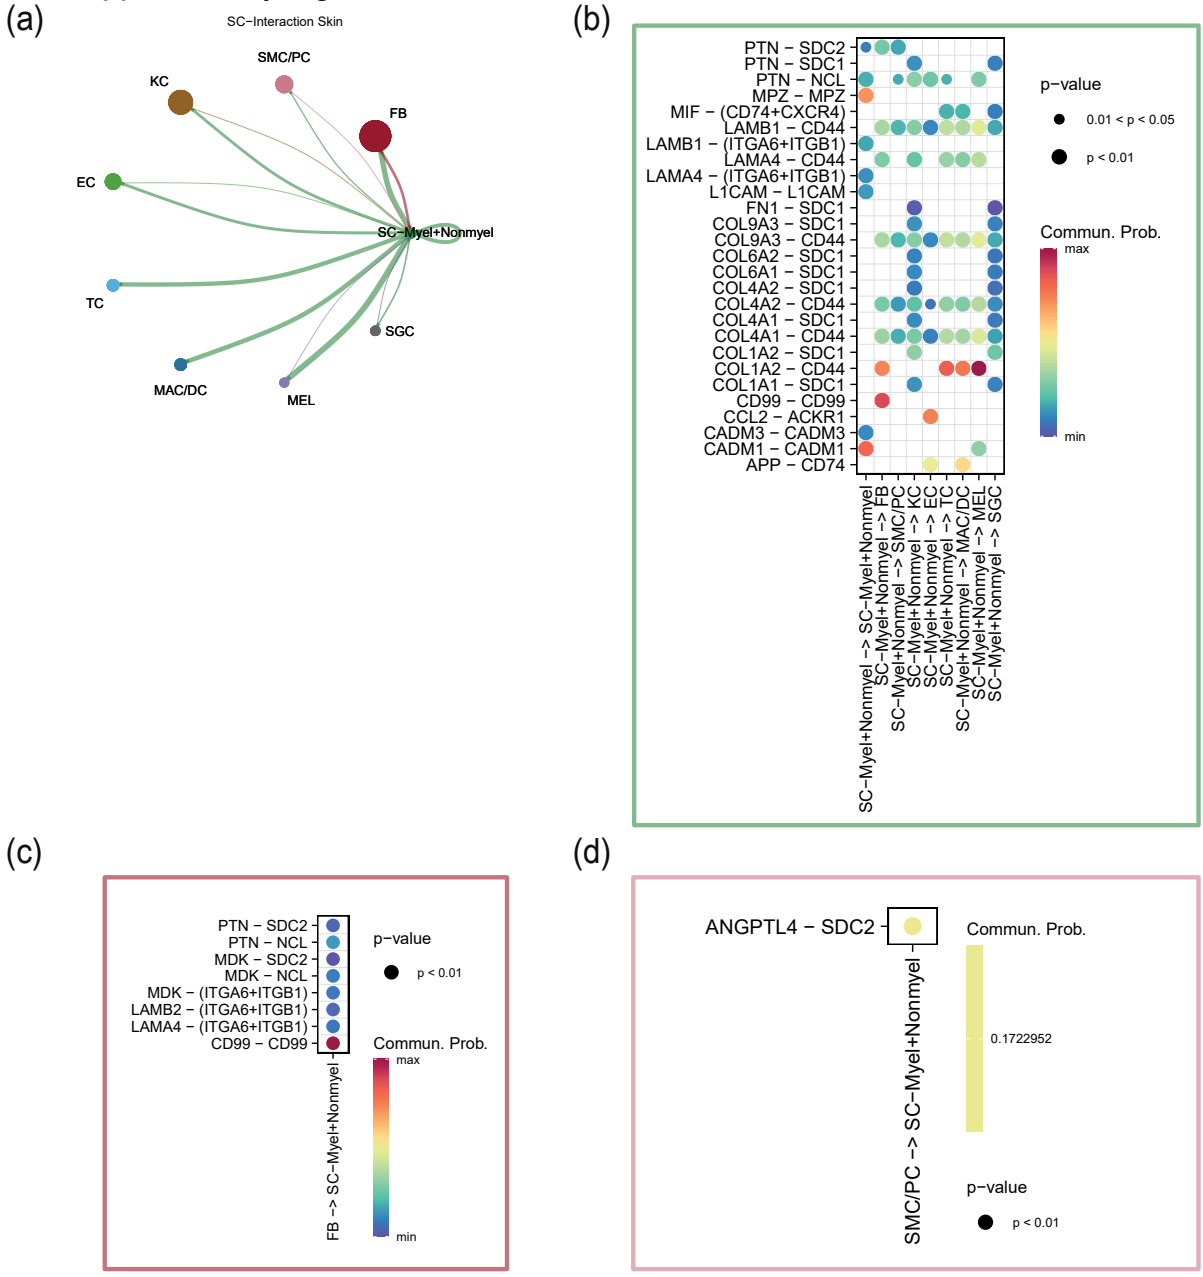 (a)
SC−Interaction Skin
SMC/PC
KC
FB
EC
SC−Myel+Nonmyel
TC
SGC
MAC/DC
MEL
(b)
PTN − SDC2
PTN − SDC1
PTN − NCL
MPZ − MPZ
MIF − (CD74+CXCR4)
LAMB1 − CD44
LAMB1 − (ITGA6+ITGB1)
LAMA4 − CD44
LAMA4 − (ITGA6+ITGB1)
L1CAM − L1CAM
FN1 − SDC1
COL9A3 − SDC1
COL9A3 − CD44
COL6A2 − SDC1
COL6A1 − SDC1
COL4A2 − SDC1
COL4A2 − CD44
COL4A1 − SDC1
COL4A1 − CD44
COL1A2 − SDC1
COL1A2 − CD44
COL1A1 − SDC1
CD99 − CD99
CCL2 − ACKR1
CADM3 − CADM3
CADM1 − CADM1
APP − CD74
SC−Myel+Nonmyel −> SC−Myel+Nonmyel
SC−Myel+Nonmyel −> FB
SC−Myel+Nonmyel −> SMC/PC
SC−Myel+Nonmyel −> KC
SC−Myel+Nonmyel −> EC
SC−Myel+Nonmyel −> TC
SC−Myel+Nonmyel −> MAC/DC
SC−Myel+Nonmyel −> MEL
SC−Myel+Nonmyel −> SGC
p−value
0.01 < p < 0.05
p < 0.01
Commun. Prob.
max
min
(c)
PTN − SDC2
PTN − NCL
MDK − SDC2
MDK − NCL
MDK − (ITGA6+ITGB1)
LAMB2 − (ITGA6+ITGB1)
LAMA4 − (ITGA6+ITGB1)
CD99 − CD99
FB −> SC−Myel+Nonmyel
p−value
p < 0.01
Commun. Prob.
max
min
(d)
ANGPTL4 − SDC2
SMC/PC −> SC−Myel+Nonmyel
Commun. Prob.
0.1722952
p−value
p < 0.01